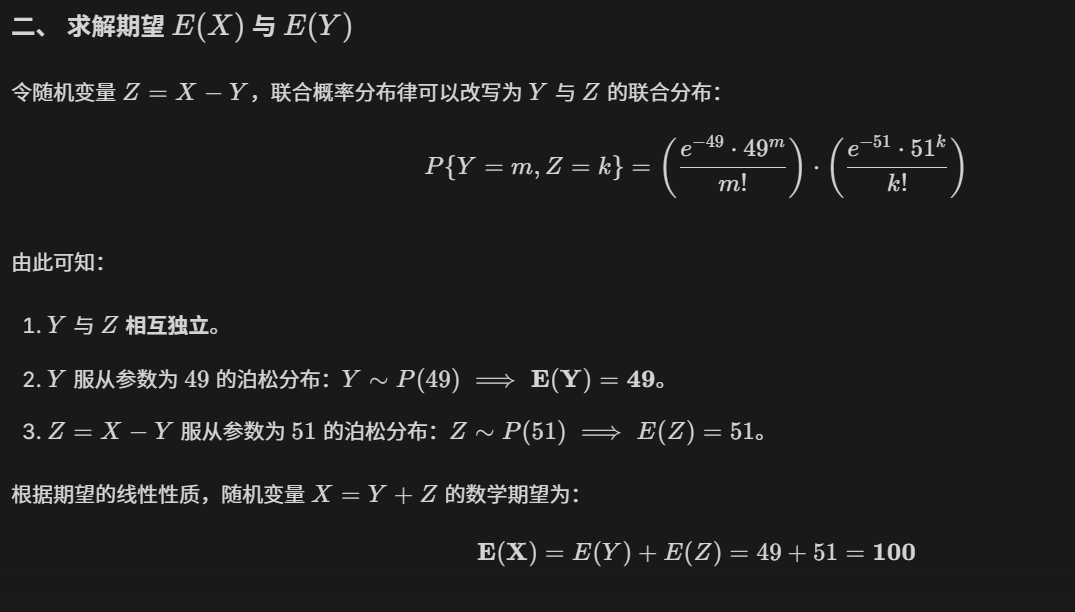 二、 求解期望 E(X) 与 E(Y)
令随机变量 Z = X − Y，联合概率分布律可以改写为 Y 与 Z 的联合分布：
P{Y = m, Z = k} = (e^{−49} · 49^m / m!) · (e^{−51} · 51^k / k!)
由此可知：
1. Y 与 Z 相互独立。
2. Y 服从参数为 49 的泊松分布：Y ∼ P(49) ⟹ E(Y) = 49。
3. Z = X − Y 服从参数为 51 的泊松分布：Z ∼ P(51) ⟹ E(Z) = 51。
根据期望的线性性质，随机变量 X = Y + Z 的数学期望为：
E(X) = E(Y) + E(Z) = 49 + 51 = 100